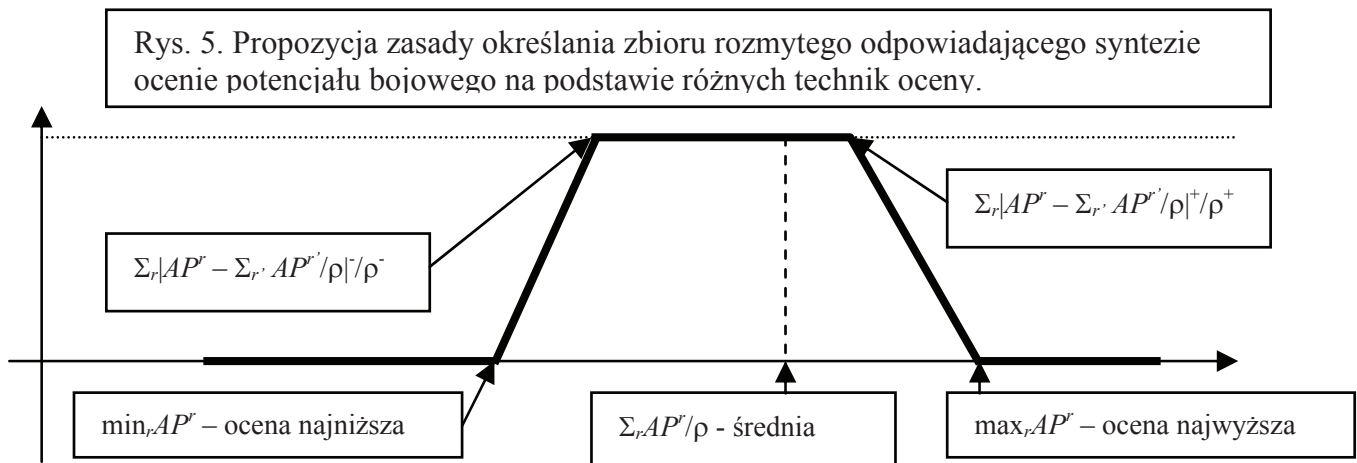 Rys. 5. Propozycja zasady określania zbioru rozmytego odpowiadającego syntezie
ocenie potencjału bojowego na podstawie różnych technik oceny.
Σr|APʳ – Σr' APʳ'/ρ|⁺/ρ⁺
Σr|APʳ – Σr' APʳ'/ρ|⁻/ρ⁻
minrAPʳ – ocena najniższa
ΣrAPʳ/ρ - średnia
maxrAPʳ – ocena najwyższa